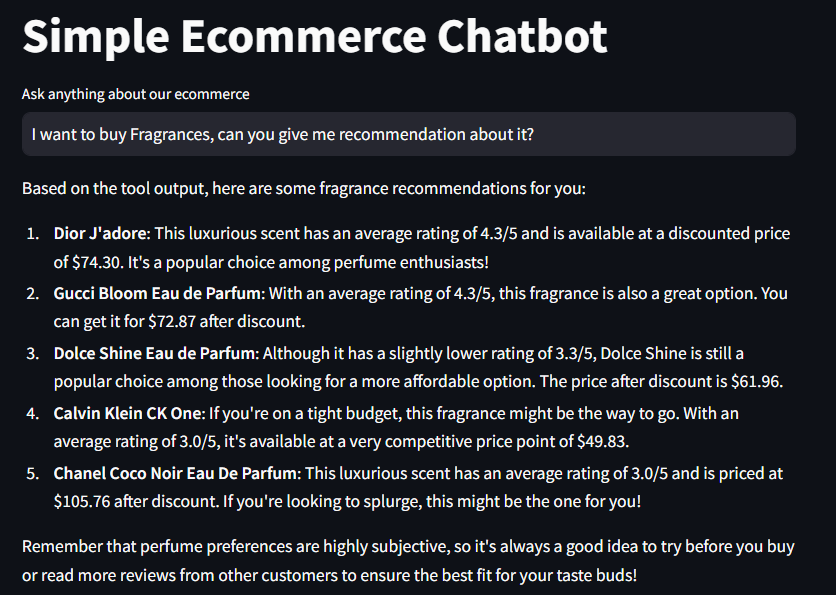 Simple Ecommerce Chatbot
Ask anything about our ecommerce
I want to buy Fragrances, can you give me recommendation about it?
Based on the tool output, here are some fragrance recommendations for you:
1. Dior J'adore: This luxurious scent has an average rating of 4.3/5 and is available at a discounted price
of $74.30. It's a popular choice among perfume enthusiasts!
2. Gucci Bloom Eau de Parfum: With an average rating of 4.3/5, this fragrance is also a great option. You
can get it for $72.87 after discount.
3. Dolce Shine Eau de Parfum: Although it has a slightly lower rating of 3.3/5, Dolce Shine is still a
popular choice among those looking for a more affordable option. The price after discount is $61.96.
4. Calvin Klein CK One: If you're on a tight budget, this fragrance might be the way to go. With an
average rating of 3.0/5, it's available at a very competitive price point of $49.83.
5. Chanel Coco Noir Eau De Parfum: This luxurious scent has an average rating of 3.0/5 and is priced at
$105.76 after discount. If you're looking to splurge, this might be the one for you!
Remember that perfume preferences are highly subjective, so it's always a good idea to try before you buy
or read more reviews from other customers to ensure the best fit for your taste buds!